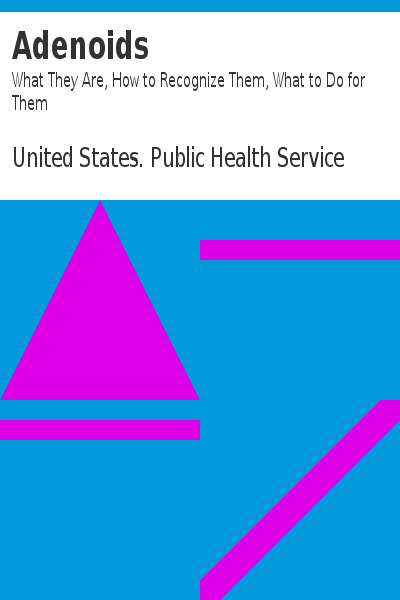 Adenoids
What They Are, How to Recognize Them, What to Do for
Them
United States. Public Health Service